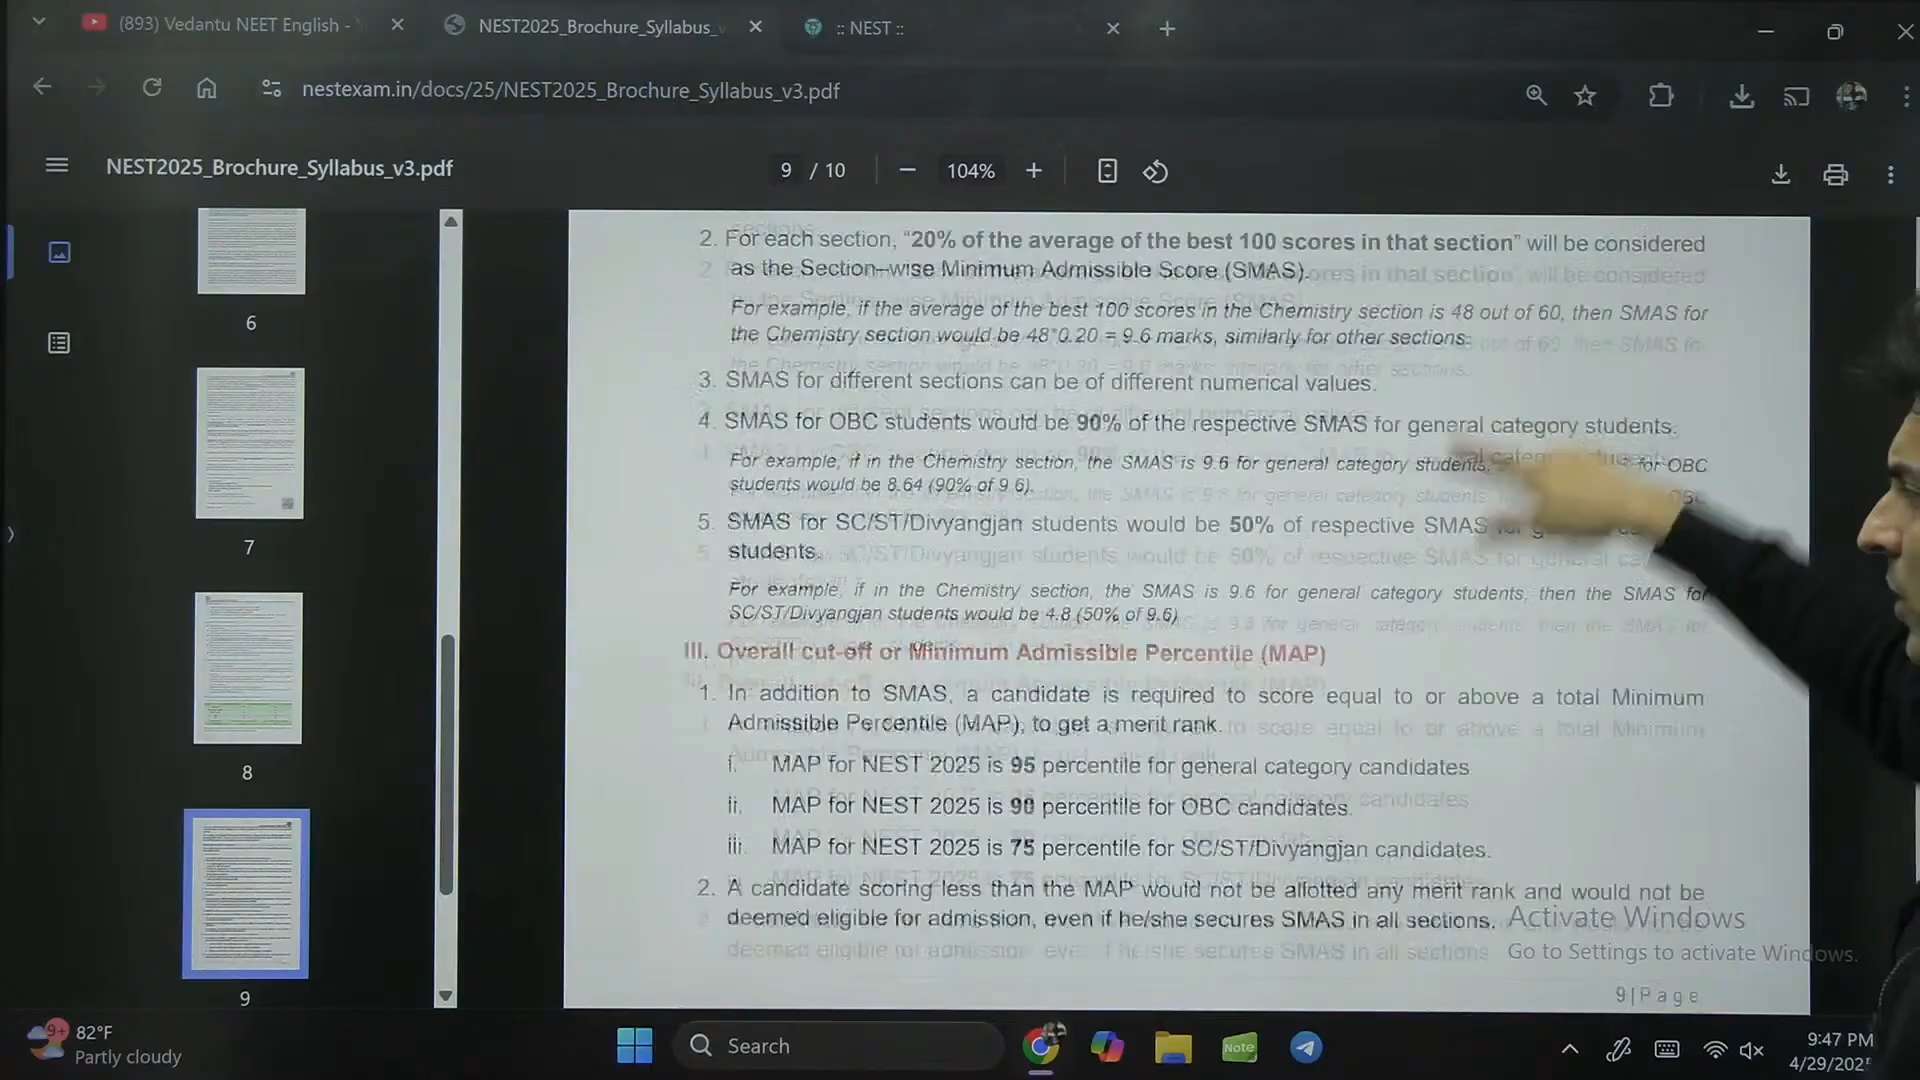 (893) Vedantu NEET English -
NEST2025_Brochure_Syllabus_v
:: NEST ::
nestexam.in/docs/25/NEST2025_Brochure_Syllabus_v3.pdf
NEST2025_Brochure_Syllabus_v3.pdf
9 / 10
104%
6
7
8
9
2. For each section, "20% of the average of the best 100 scores in that section" will be considered
as the Section–wise Minimum Admissible Score (SMAS).
For example, if the average of the best 100 scores in the Chemistry section is 48 out of 60, then SMAS for
the Chemistry section would be 48*0.20 = 9.6 marks, similarly for other sections.
3. SMAS for different sections can be of different numerical values.
4. SMAS for OBC students would be 90% of the respective SMAS for general category students.
For example, if in the Chemistry section, the SMAS is 9.6 for general category students, for OBC
students would be 8.64 (90% of 9.6).
5. SMAS for SC/ST/Divyangjan students would be 50% of respective SMAS
students.
For example, if in the Chemistry section, the SMAS is 9.6 for general category students, then the SMAS for
SC/ST/Divyangjan students would be 4.8 (50% of 9.6)
III. Overall cut-off or Minimum Admissible Percentile (MAP)
1. In addition to SMAS, a candidate is required to score equal to or above a total Minimum
Admissible Percentile (MAP), to get a merit rank.
i. MAP for NEST 2025 is 95 percentile for general category candidates
ii. MAP for NEST 2025 is 90 percentile for OBC candidates.
iii. MAP for NEST 2025 is 75 percentile for SC/ST/Divyangjan candidates.
2. A candidate scoring less than the MAP would not be allotted any merit rank and would not be
deemed eligible for admission, even if he/she secures SMAS in all sections.
Activate Windows
Go to Settings to activate Windows.
9|Page
9+
82°F
Partly cloudy
Search
Note
9:47 PM
4/29/2025